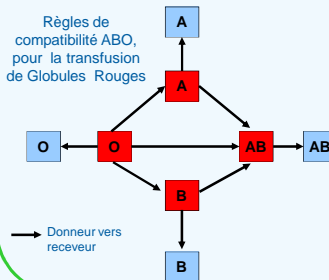 Règles de
compatibilité ABO,
pour la transfusion
de Globules Rouges
A
A
O
O
AB
AB
B
B
Donneur vers
receveur